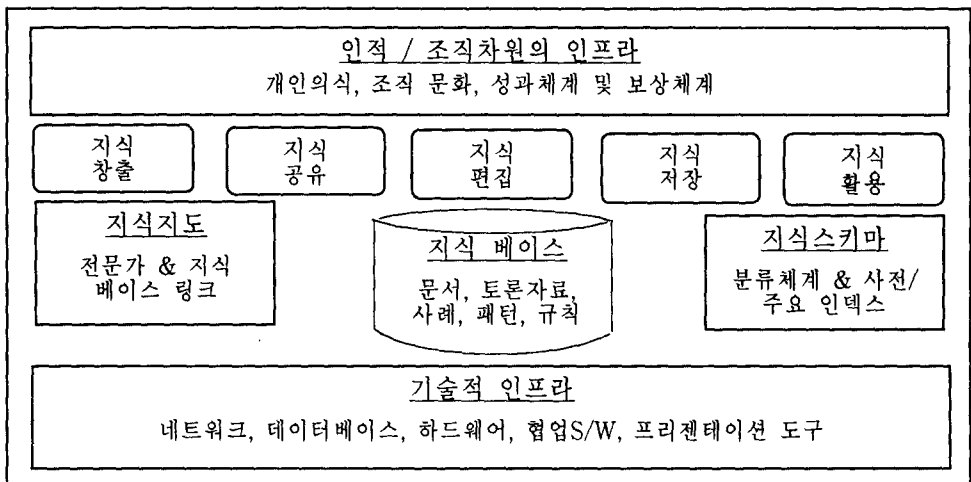 인적 / 조직차원의 인프라
개인의식, 조직 문화, 성과체계 및 보상체계
지식
창출
지식
공유
지식
편집
지식
저장
지식
활용
지식지도
전문가 & 지식
베이스 링크
지식 베이스
문서, 토론자료,
사례, 패턴, 규칙
지식스키마
분류체계 & 사전/
주요 인덱스
기술적 인프라
네트워크, 데이터베이스, 하드웨어, 협업S/W, 프리젠테이션 도구